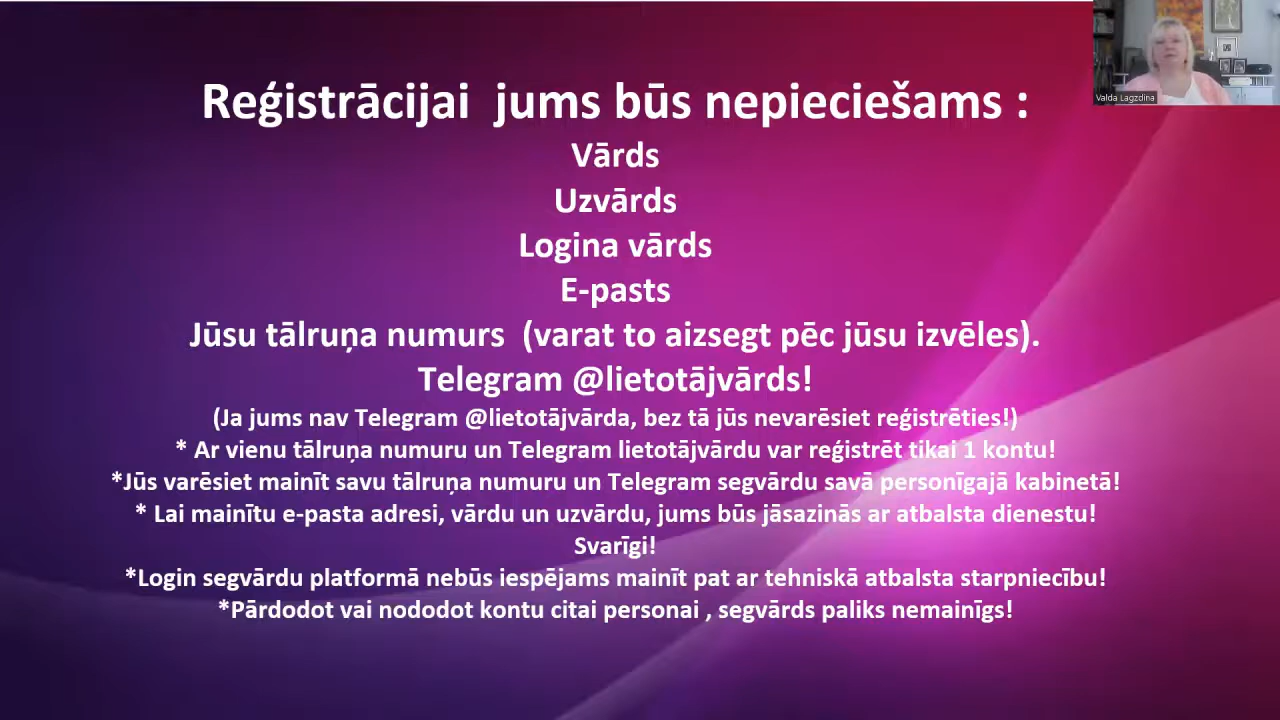 Reģistrācijai jums būs nepieciešams :
Vārds
Uzvārds
Logina vārds
E-pasts
Jūsu tālruņa numurs (varat to aizsegt pēc jūsu izvēles).
Telegram @lietotājvārds!
(Ja jums nav Telegram @lietotājvārda, bez tā jūs nevarēsiet reģistrēties!)
* Ar vienu tālruņa numuru un Telegram lietotājvārdu var reģistrēt tikai 1 kontu!
*Jūs varēsiet mainīt savu tālruņa numuru un Telegram segvārdu savā personīgajā kabinetā!
* Lai mainītu e-pasta adresi, vārdu un uzvārdu, jums būs jāsazinās ar atbalsta dienestu!
Svarīgi!
*Login segvārdu platformā nebūs iespējams mainīt pat ar tehniskā atbalsta starpniecību!
*Pārdodot vai nododot kontu citai personai , segvārds paliks nemainīgs!
Valda Lagzdina